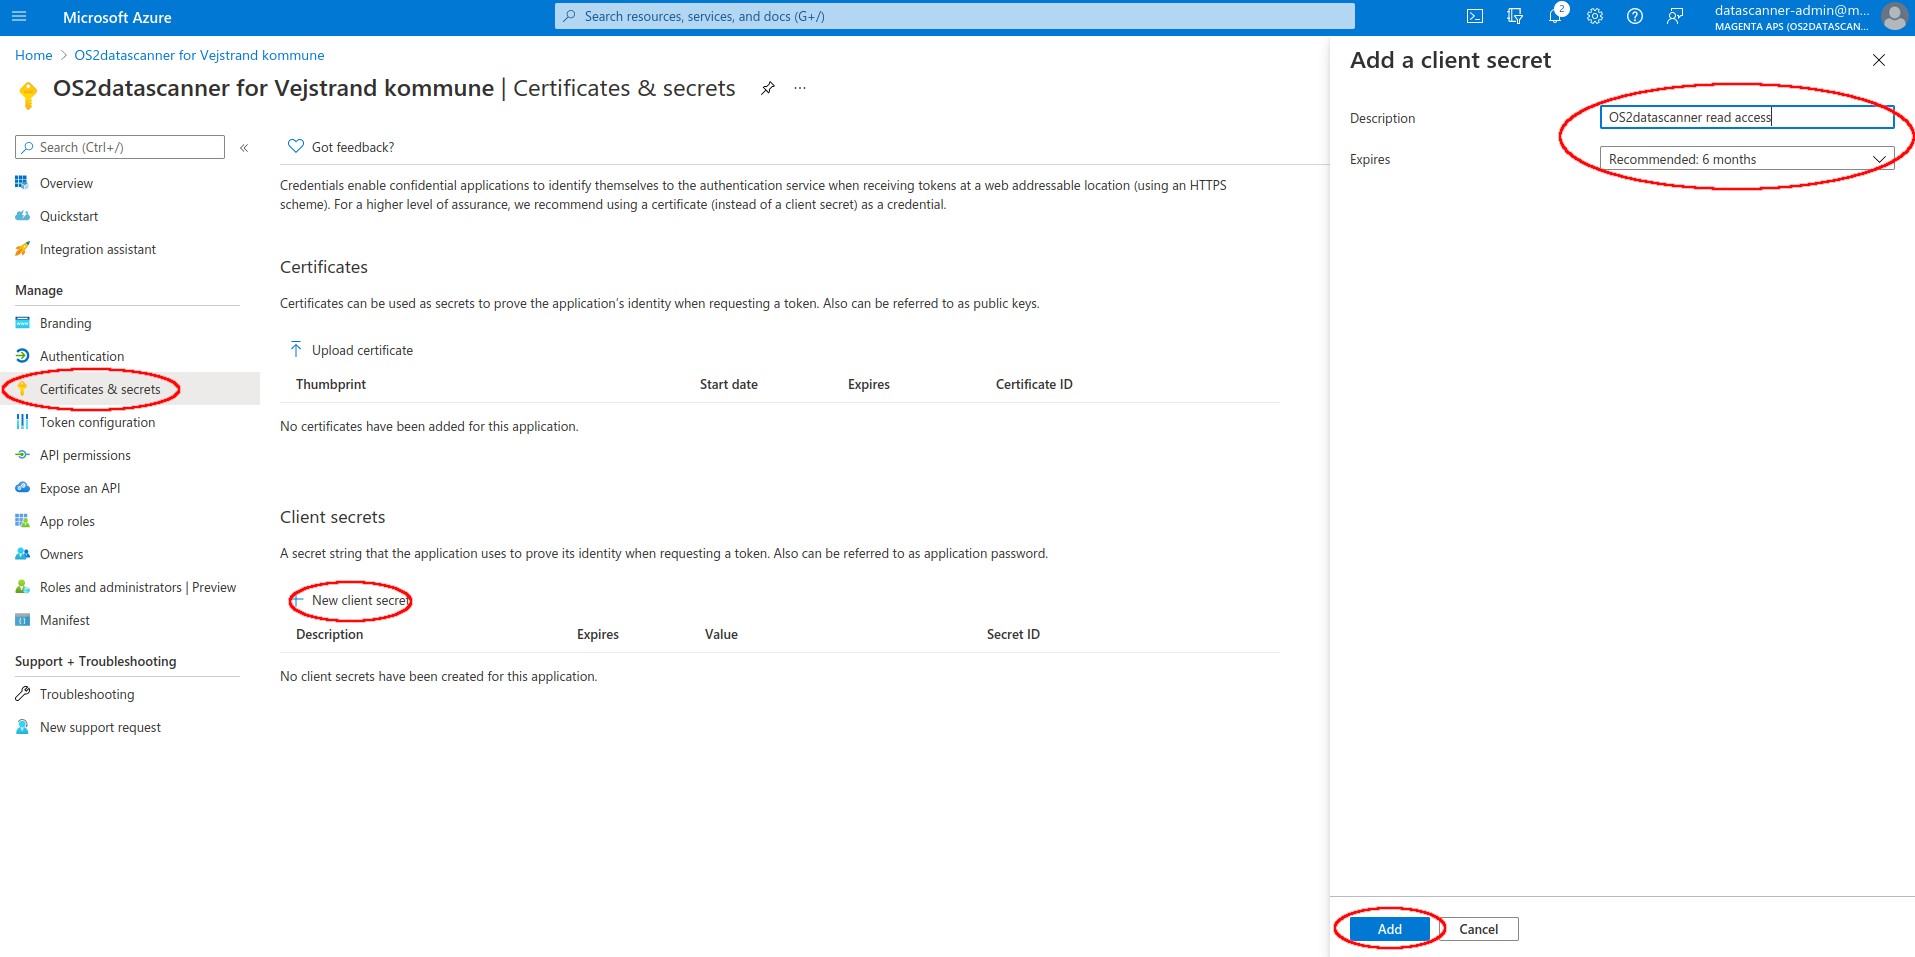 Microsoft Azure
Search resources, services, and docs (G+/)
2
datascanner-admin@m...
MAGENTA APS (OS2DATASCAN...
Home > OS2datascanner for Vejstrand kommune
OS2datascanner for Vejstrand kommune | Certificates & secrets
...
Search (Ctrl+/)
«
Overview
Quickstart
Integration assistant
Manage
Branding
Authentication
Certificates & secrets
Token configuration
API permissions
Expose an API
App roles
Owners
Roles and administrators | Preview
Manifest
Support + Troubleshooting
Troubleshooting
New support request
Got feedback?
Credentials enable confidential applications to identify themselves to the authentication service when receiving tokens at a web addressable location (using an HTTPS
scheme). For a higher level of assurance, we recommend using a certificate (instead of a client secret) as a credential.
Certificates
Certificates can be used as secrets to prove the application's identity when requesting a token. Also can be referred to as public keys.
Upload certificate
Thumbprint Start date Expires Certificate ID
No certificates have been added for this application.
Client secrets
A secret string that the application uses to prove its identity when requesting a token. Also can be referred to as application password.
+ New client secret
Description Expires Value Secret ID
No client secrets have been created for this application.
Add a client secret
Description OS2datascanner read access
Expires Recommended: 6 months
Add Cancel